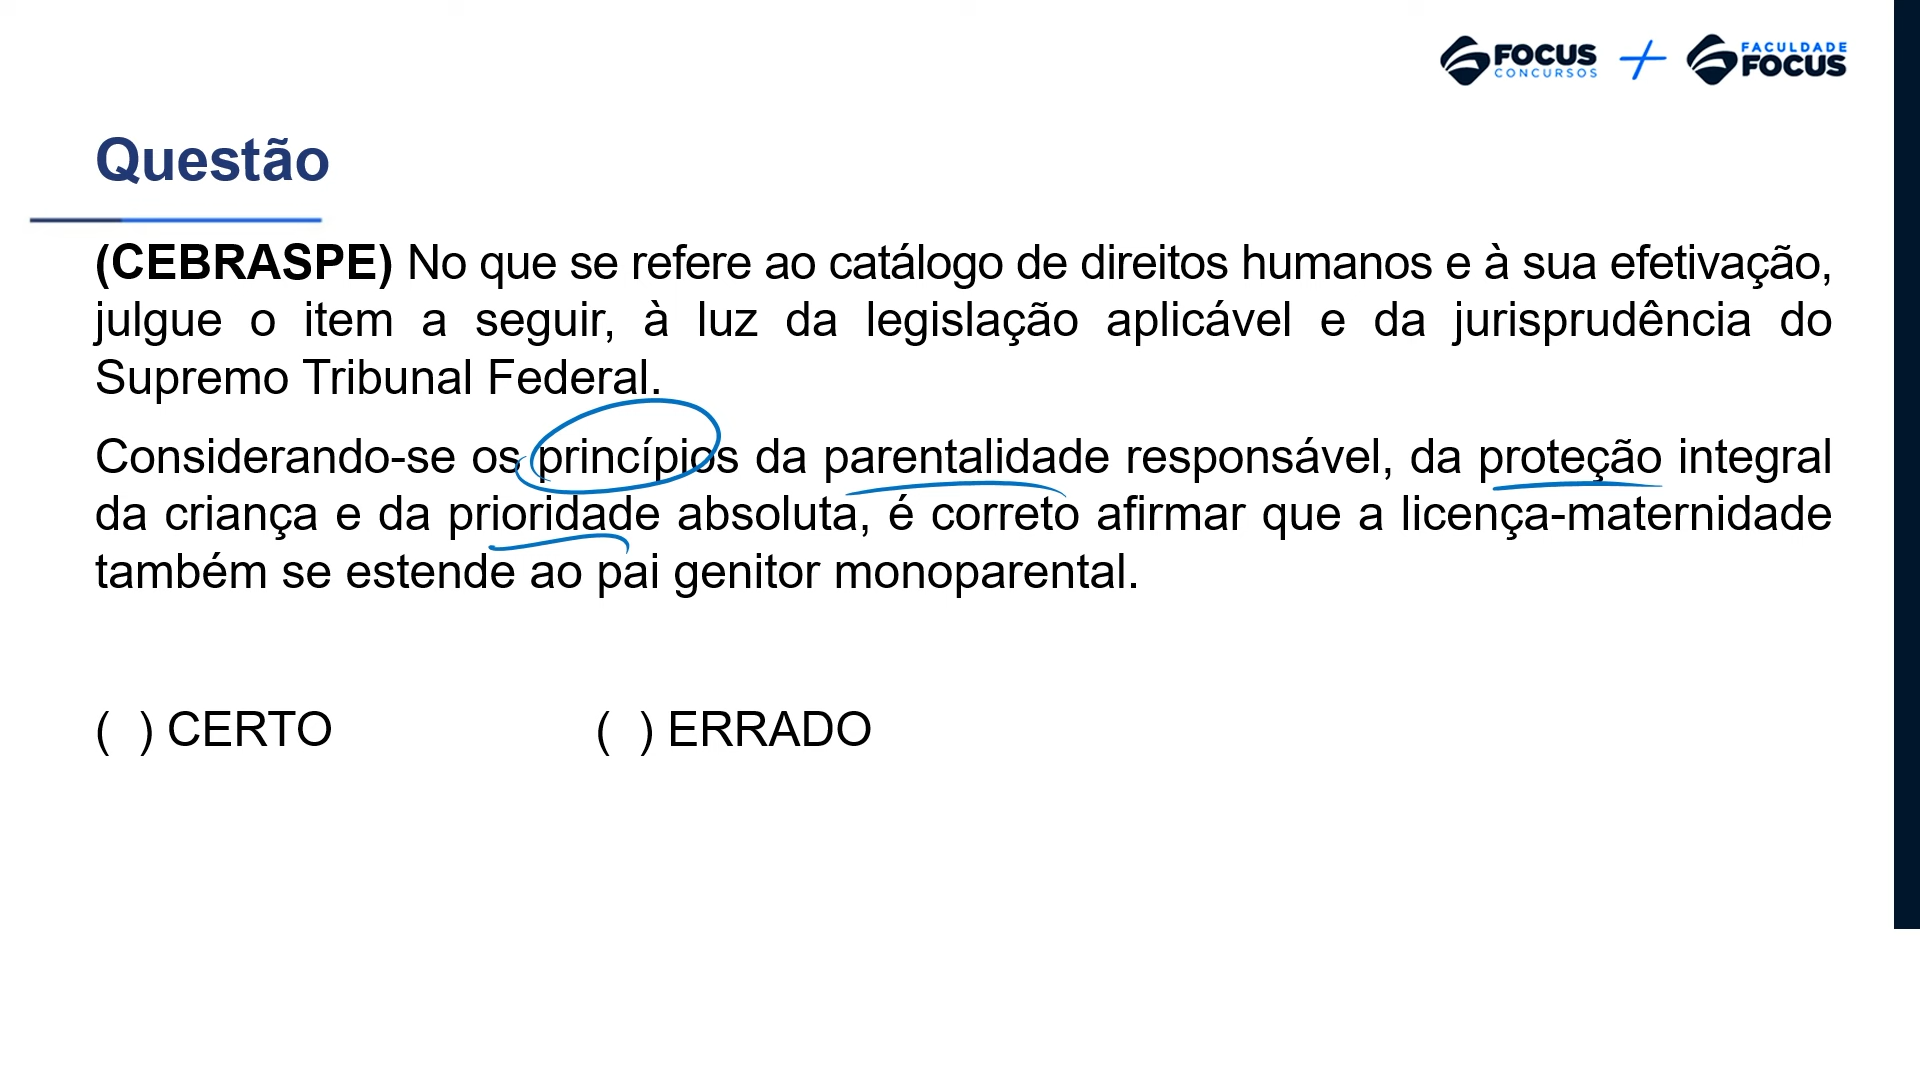 FOCUS CONCURSOS FACULDADE FOCUS
Questão
(CEBRASPE) No que se refere ao catálogo de direitos humanos e à sua efetivação,
julgue o item a seguir, à luz da legislação aplicável e da jurisprudência do
Supremo Tribunal Federal.
Considerando-se os princípios da parentalidade responsável, da proteção integral
da criança e da prioridade absoluta, é correto afirmar que a licença-maternidade
também se estende ao pai genitor monoparental.
( ) CERTO ( ) ERRADO